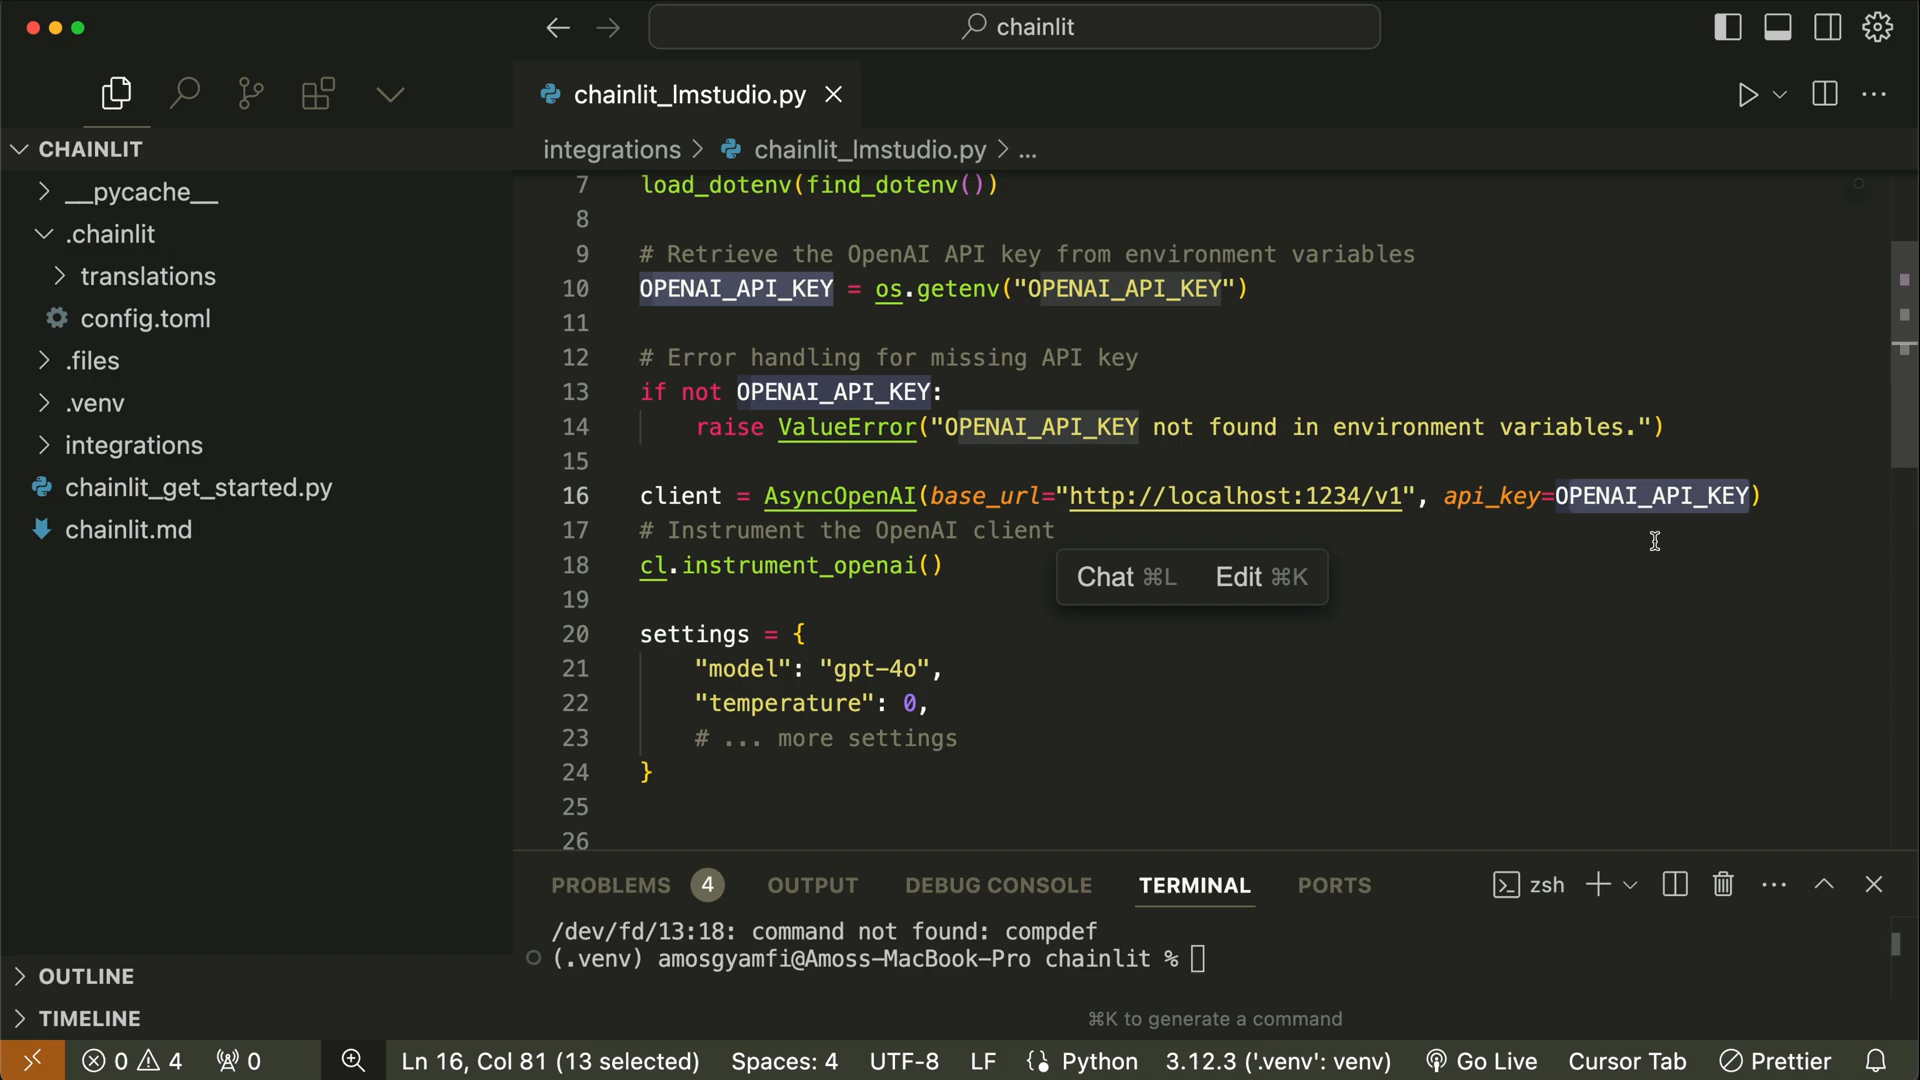 chainlit
chainlit_lmstudio.py
CHAINLIT
__pycache__
.chainlit
translations
config.toml
.files
.venv
integrations
chainlit_get_started.py
chainlit.md
OUTLINE
TIMELINE
integrations > chainlit_lmstudio.py > ...
7 load_dotenv(find_dotenv())
8
9 # Retrieve the OpenAI API key from environment variables
10 OPENAI_API_KEY = os.getenv("OPENAI_API_KEY")
11
12 # Error handling for missing API key
13 if not OPENAI_API_KEY:
14 raise ValueError("OPENAI_API_KEY not found in environment variables.")
15
16 client = AsyncOpenAI(base_url="http://localhost:1234/v1", api_key=OPENAI_API_KEY)
17 # Instrument the OpenAI client
18 cl.instrument_openai()
Chat ⌘L Edit ⌘K
19
20 settings = {
21 "model": "gpt-4o",
22 "temperature": 0,
23 # ... more settings
24 }
25
26
PROBLEMS 4 OUTPUT DEBUG CONSOLE TERMINAL PORTS zsh
/dev/fd/13:18: command not found: compdef
(.venv) amosgyamfi@Amoss-MacBook-Pro chainlit %
⌘K to generate a command
0 4 0 Ln 16, Col 81 (13 selected) Spaces: 4 UTF-8 LF Python 3.12.3 ('.venv': venv) Go Live Cursor Tab Prettier